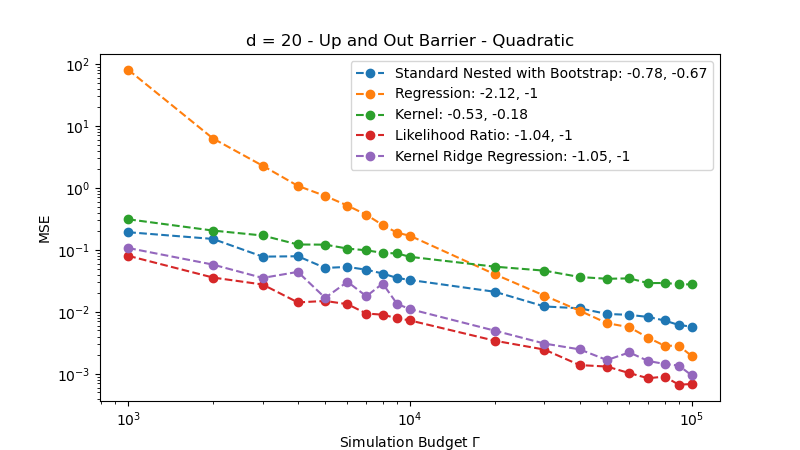 d = 20 - Up and Out Barrier - Quadratic
MSE
10²
10¹
10⁰
10⁻¹
10⁻²
10⁻³
Standard Nested with Bootstrap: -0.78, -0.67
Regression: -2.12, -1
Kernel: -0.53, -0.18
Likelihood Ratio: -1.04, -1
Kernel Ridge Regression: -1.05, -1
10³ 10⁴ 10⁵
Simulation Budget Γ